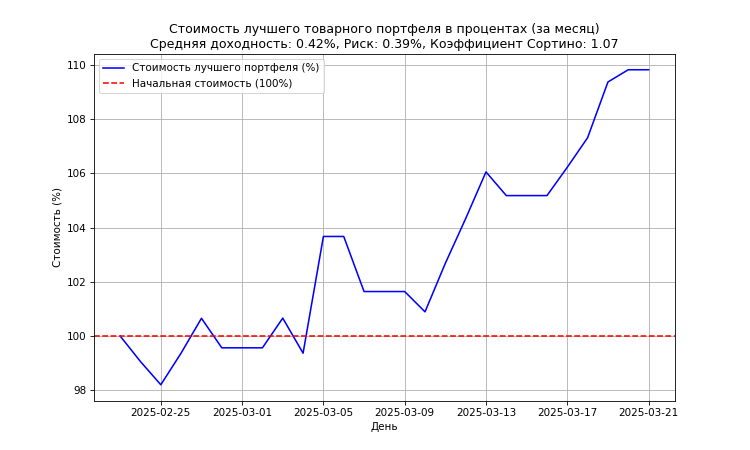 Стоимость лучшего товарного портфеля в процентах (за месяц)
Средняя доходность: 0.42%, Риск: 0.39%, Коэффициент Сортино: 1.07
Стоимость лучшего портфеля (%)
Начальная стоимость (100%)
Стоимость (%)
110
108
106
104
102
100
98
2025-02-25
2025-03-01
2025-03-05
2025-03-09
2025-03-13
2025-03-17
2025-03-21
День